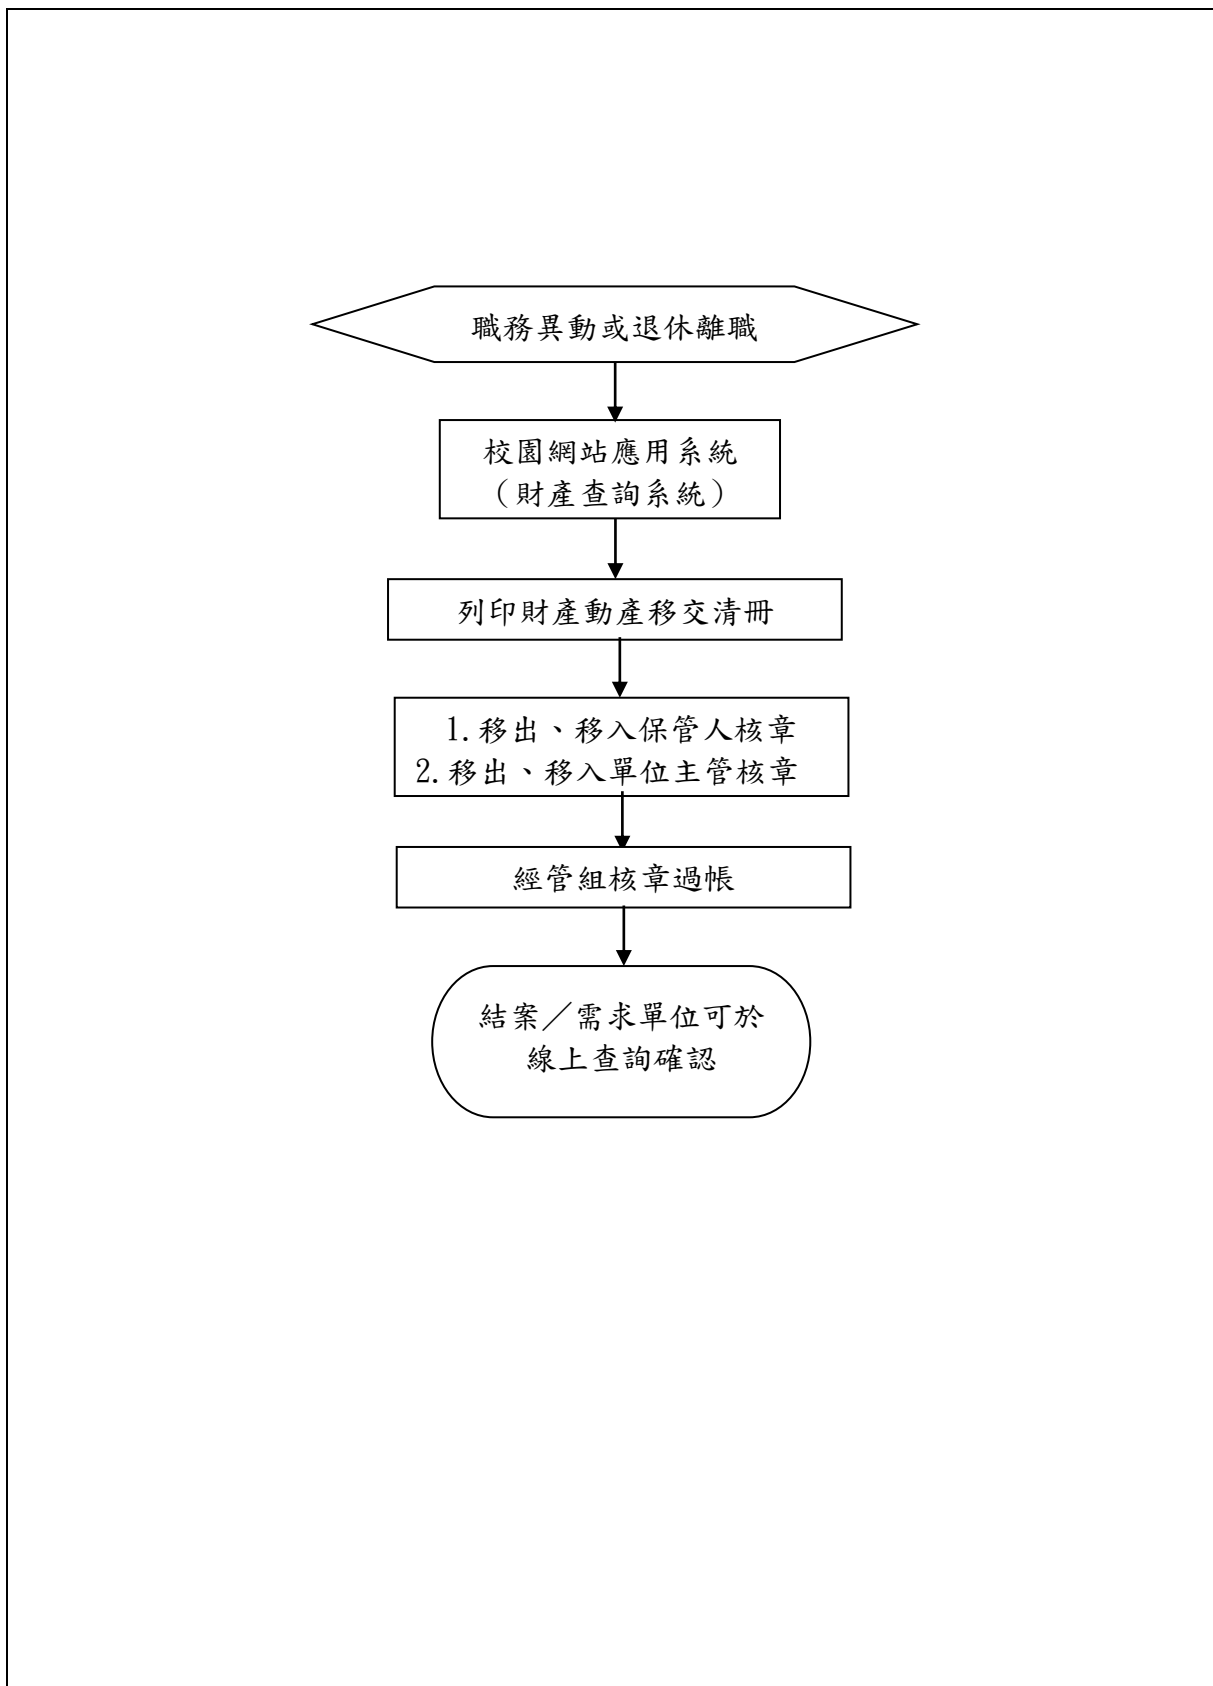 職務異動或退休離職
校園網站應用系統
（財產查詢系統）
列印財產動產移交清冊
1.移出、移入保管人核章
2.移出、移入單位主管核章
經管組核章過帳
結案／需求單位可於
線上查詢確認